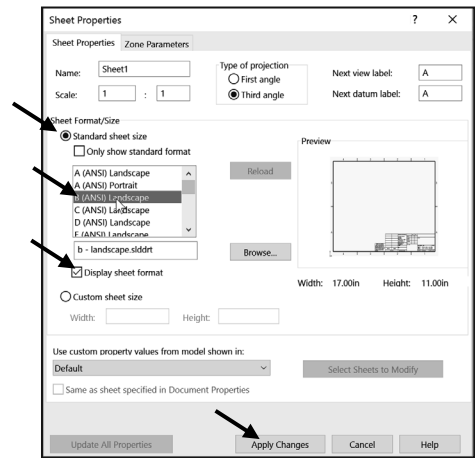 Sheet Properties ? ×
Sheet Properties Zone Parameters
Name: Sheet1
Scale: 1 : 1
Type of projection
First angle
Third angle
Next view label: A
Next datum label: A
Sheet Format/Size
Standard sheet size
Only show standard format
A (ANSI) Landscape
A (ANSI) Portrait
B (ANSI) Landscape
C (ANSI) Landscape
D (ANSI) Landscape
E (ANSI) Landscape
Reload
b - landscape.slddrt
Browse...
Display sheet format
Custom sheet size
Width: Height:
Preview
Width: 17.00in Height: 11.00in
Use custom property values from model shown in:
Default
Select Sheets to Modify
Same as sheet specified in Document Properties
Update All Properties Apply Changes Cancel Help